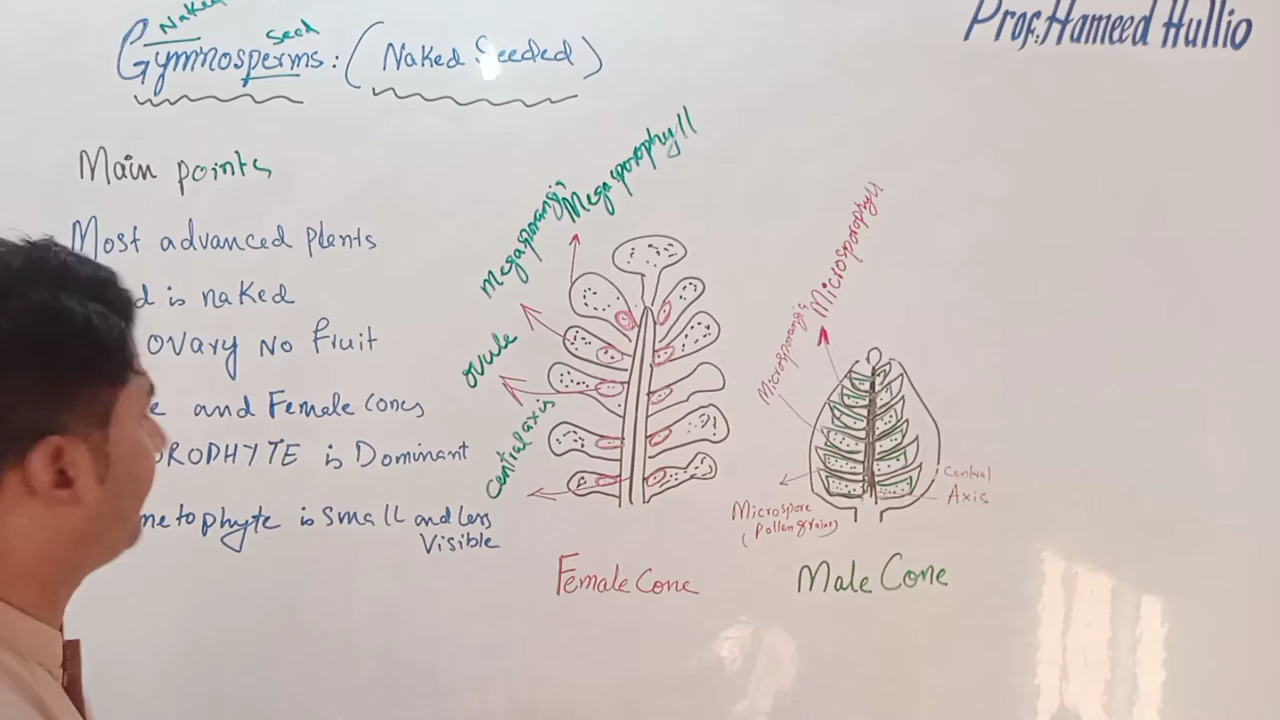 Naked
Seed
Gymnosperms: (Naked Seeded)
Prof: Hameed Hullio
Main points
Most advanced plants
d is naked
ovary No fruit
e and Female Cones
OROPHYTE is Dominant
metophyte is small and Less
Visible
Megasporophyll
Megasporangis
ovule
Central axis
Female Cone
Microsporophyll
Microsporangis
Microspore
(Pollen grains)
Central
Axis
Male Cone